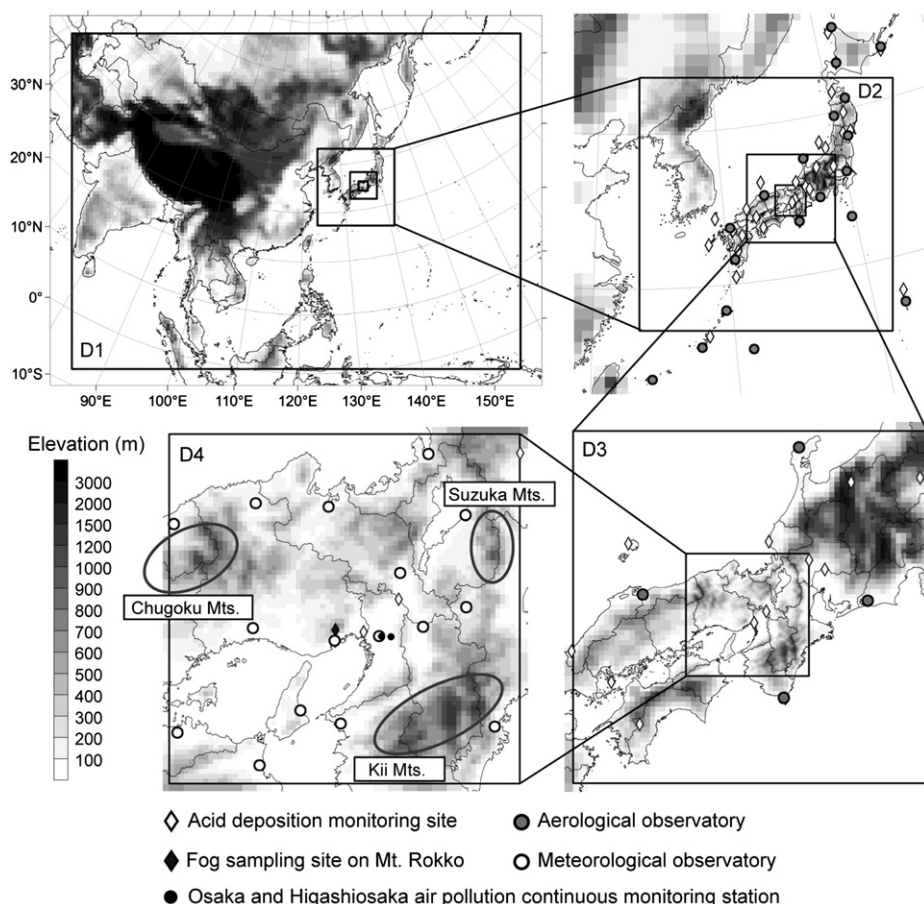 30°N
20°N
10°N
0°
10°S
90°E
100°E
110°E
120°E
130°E
140°E
150°E
D1
D2
Elevation (m)
3000
2000
1500
1200
1000
900
800
700
600
500
400
300
200
100
D4
Suzuka Mts.
Chugoku Mts.
Kii Mts.
D3
Acid deposition monitoring site
Aerological observatory
Fog sampling site on Mt. Rokko
Meteorological observatory
Osaka and Higashiosaka air pollution continuous monitoring station